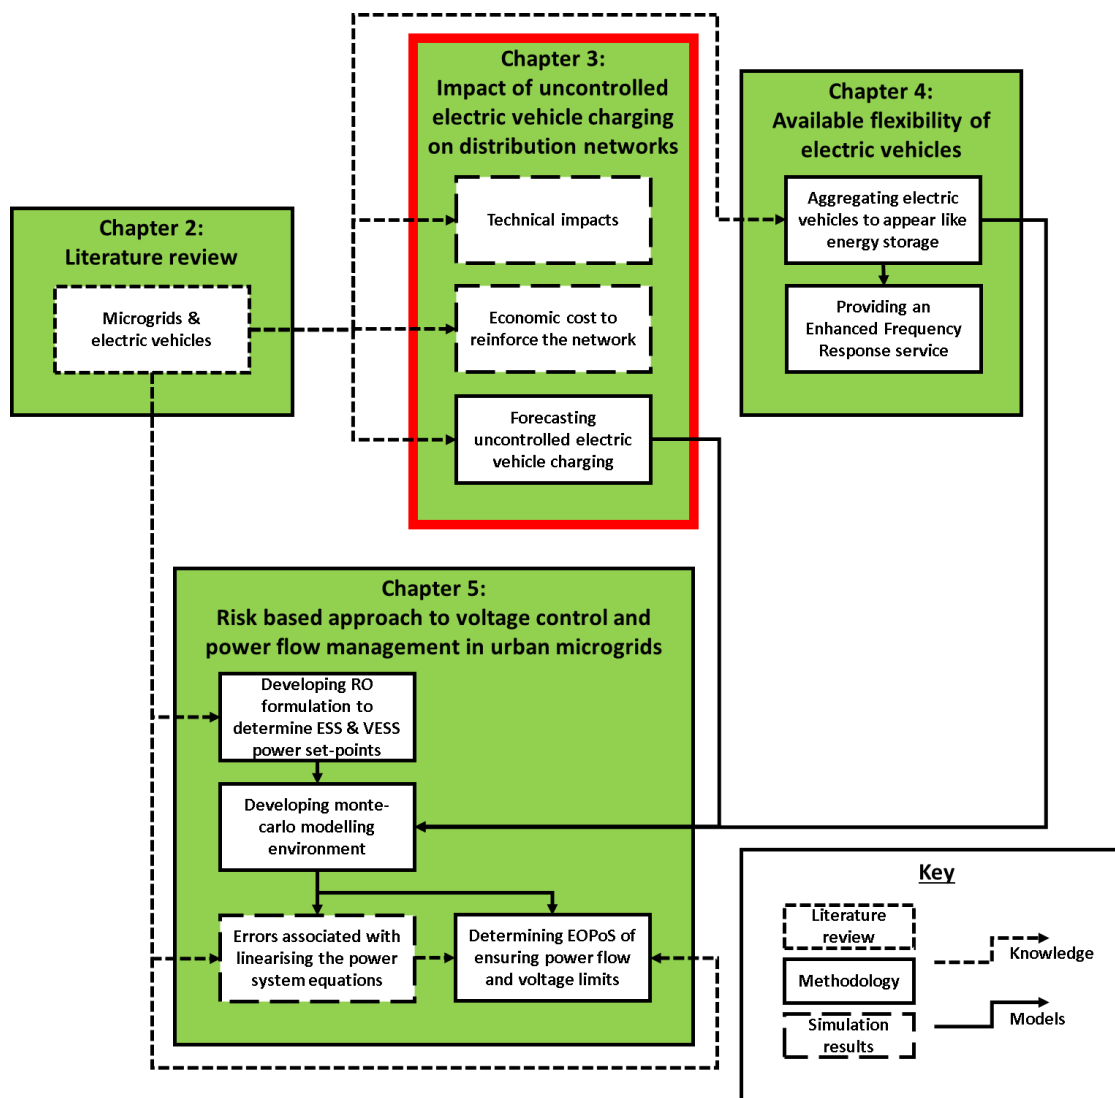 Chapter 3:
Impact of uncontrolled
electric vehicle charging
on distribution networks
Technical impacts
Economic cost to
reinforce the network
Forecasting
uncontrolled electric
vehicle charging
Chapter 4:
Available flexibility of
electric vehicles
Aggregating electric
vehicles to appear like
energy storage
Providing an
Enhanced Frequency
Response service
Chapter 2:
Literature review
Microgrids &
electric vehicles
Chapter 5:
Risk based approach to voltage control and
power flow management in urban microgrids
Developing RO
formulation to
determine ESS & VESS
power set-points
Developing monte-
carlo modelling
environment
Errors associated with
linearising the power
system equations
Determining EOPoS of
ensuring power flow
and voltage limits
Key
Literature
review
Methodology
Simulation
results
Knowledge
Models